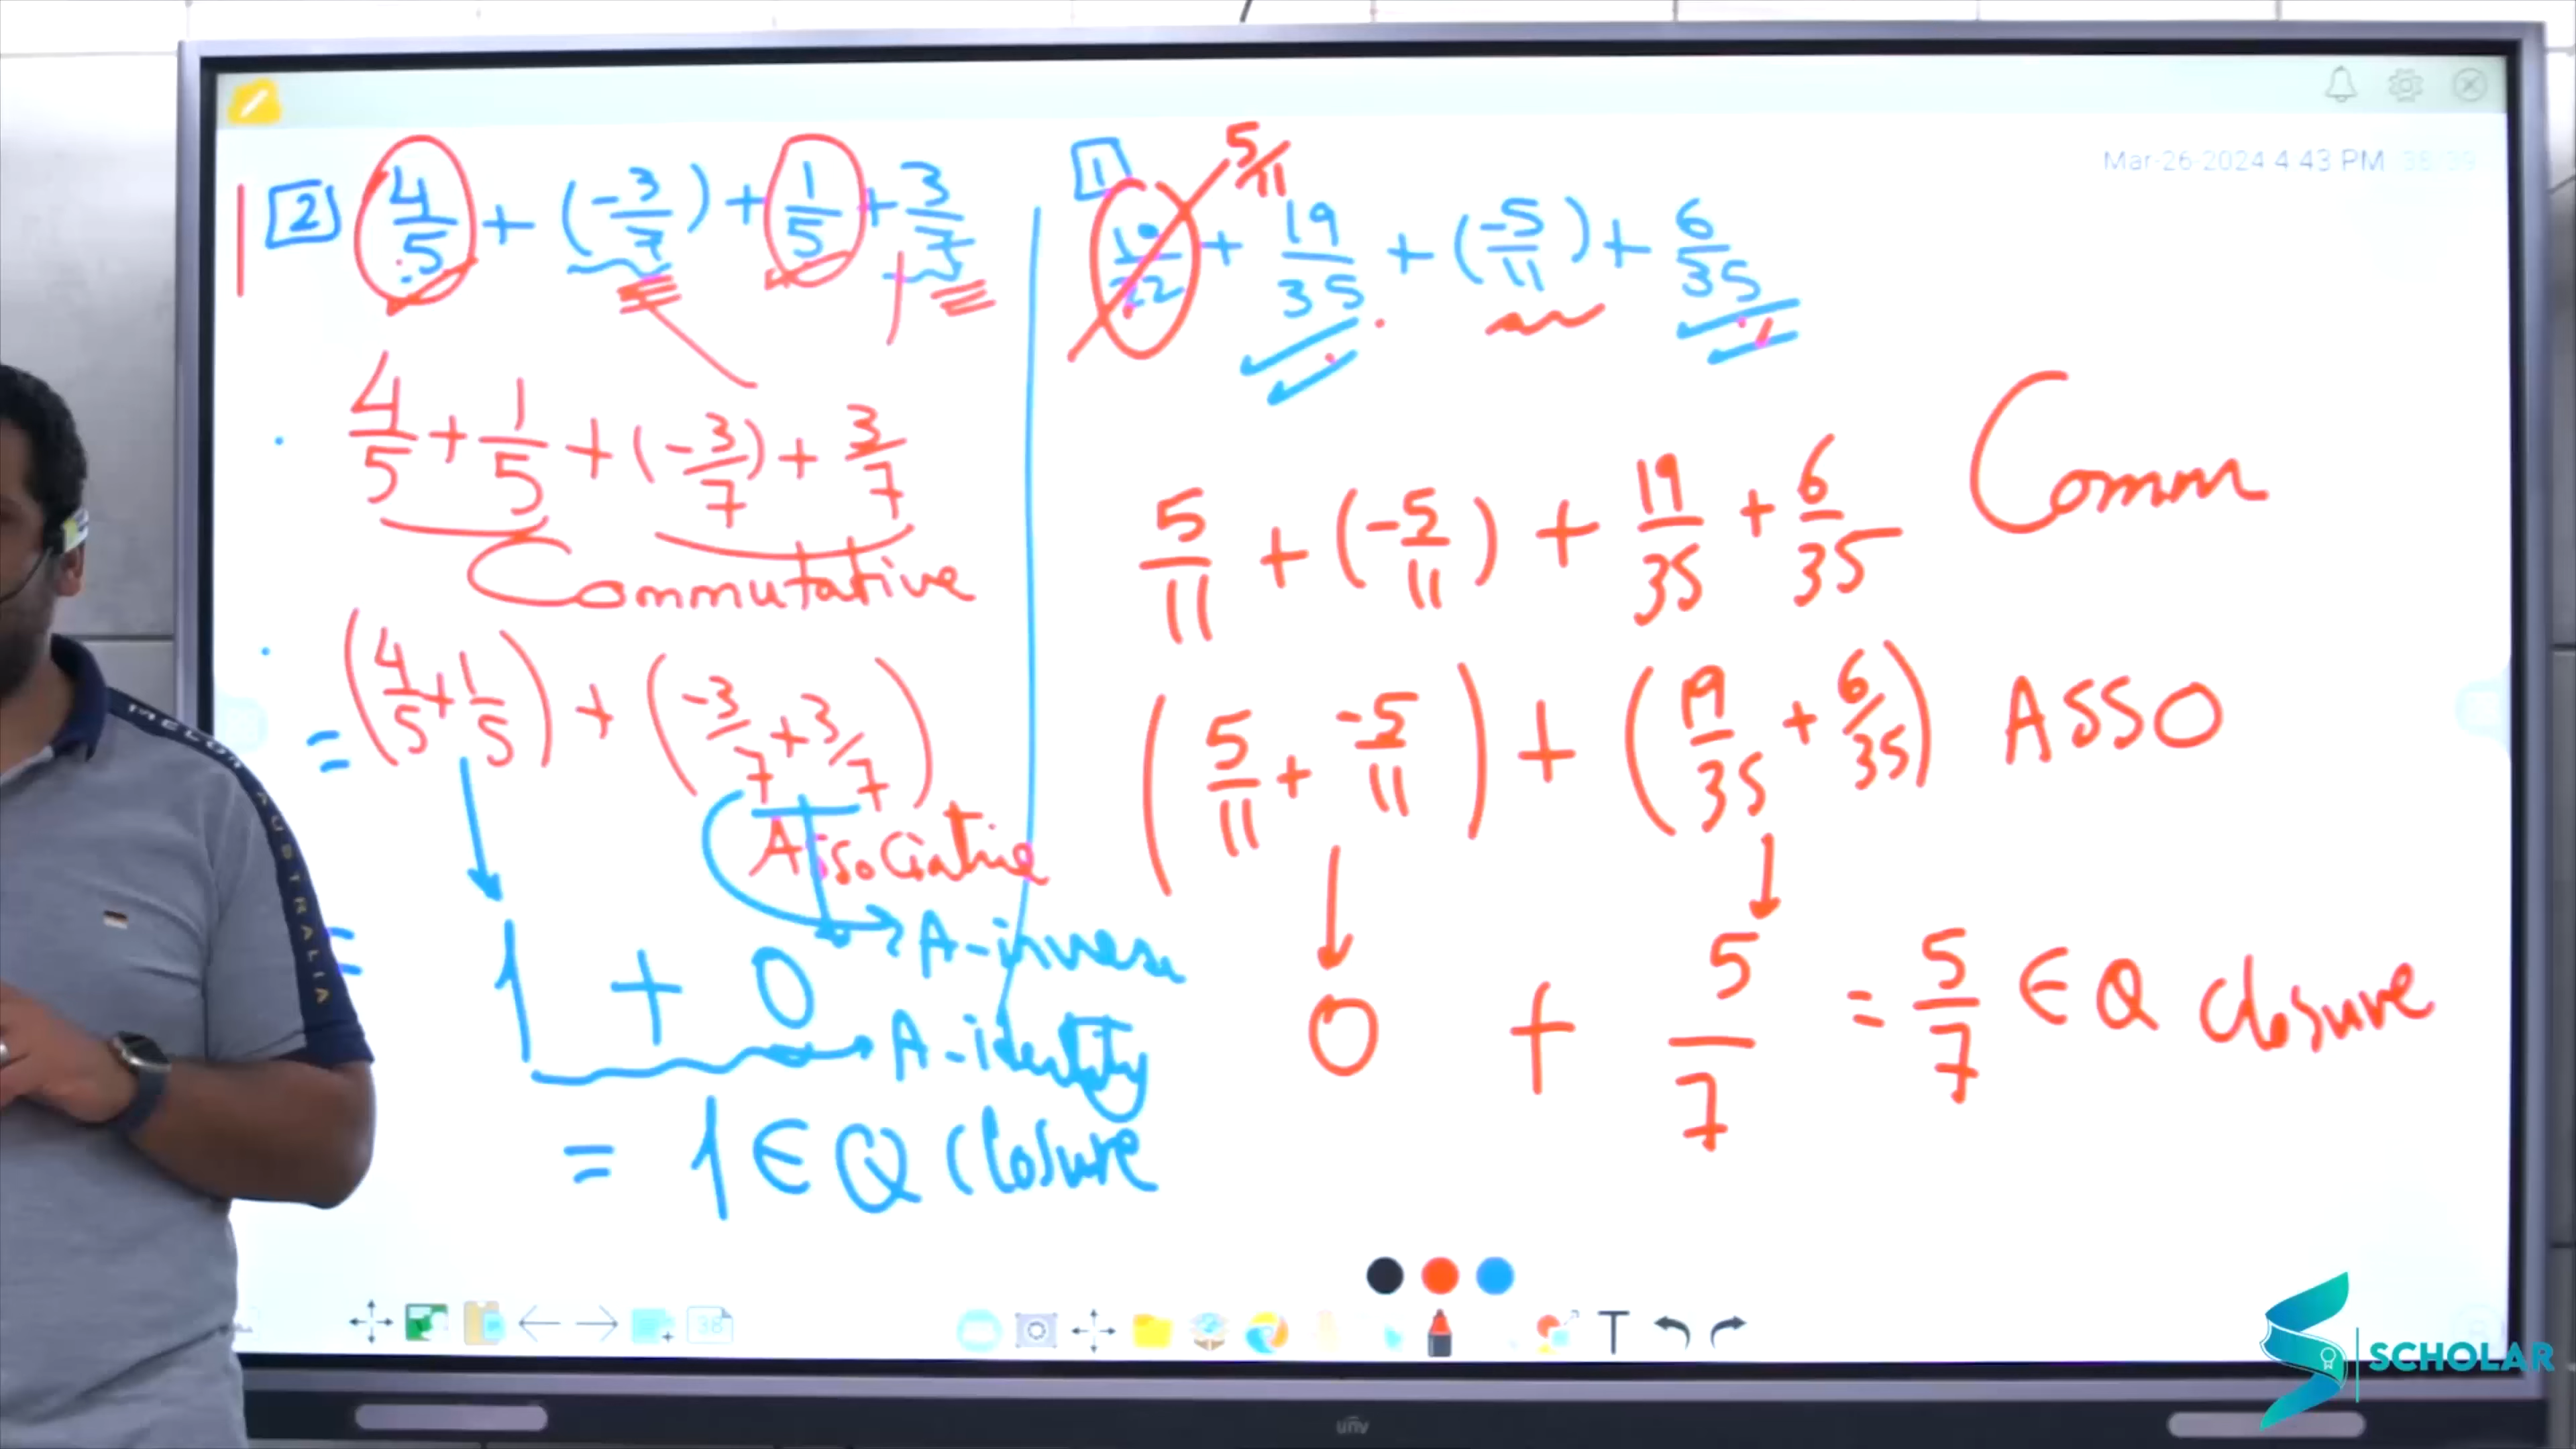 Mar-26-2024 4:43 PM
2 4/5 + (-3/7) + 1/5 + 3/7
4/5 + 1/5 + (-3/7) + 3/7
Commutative
= (4/5 + 1/5) + (-3/7 + 3/7)
Associative
A-inverse
= 1 + 0
A-identity
= 1 ∈ Q closure
1 10/22 + 19/35 + (-5/11) + 6/35
5/11
5/11 + (-5/11) + 19/35 + 6/35 Comm
(5/11 + -5/11) + (19/35 + 6/35) ASSO
0 + 5/7 = 5/7 ∈ Q closure
T
unv
SCHOLAR
AUSTRALIA